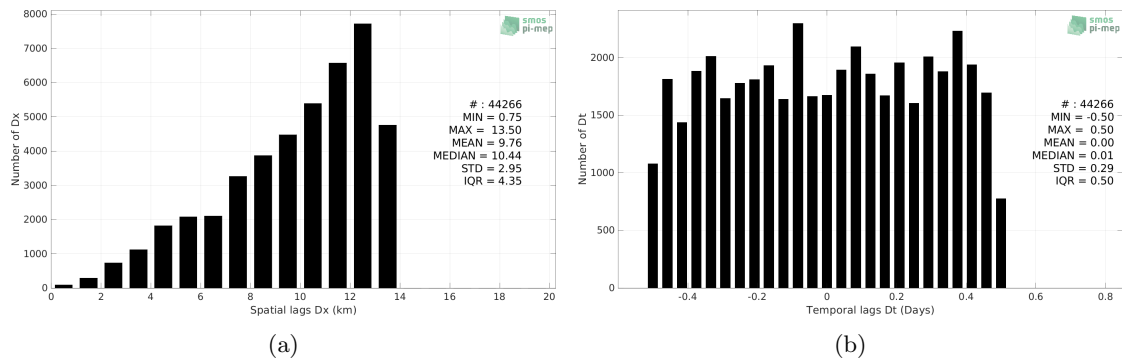 8000
7000
6000
5000
4000
3000
2000
1000
0
Number of Dx
0 2 4 6 8 10 12 14 16 18 20
Spatial lags Dx (km)
smos
pi-mep
# : 44266
MIN = 0.75
MAX = 13.50
MEAN = 9.76
MEDIAN = 10.44
STD = 2.95
IQR = 4.35
(a)
2000
1500
1000
500
0
Number of Dt
-0.4 -0.2 0 0.2 0.4 0.6 0.8
Temporal lags Dt (Days)
smos
pi-mep
# : 44266
MIN = -0.50
MAX = 0.50
MEAN = 0.00
MEDIAN = 0.01
STD = 0.29
IQR = 0.50
(b)